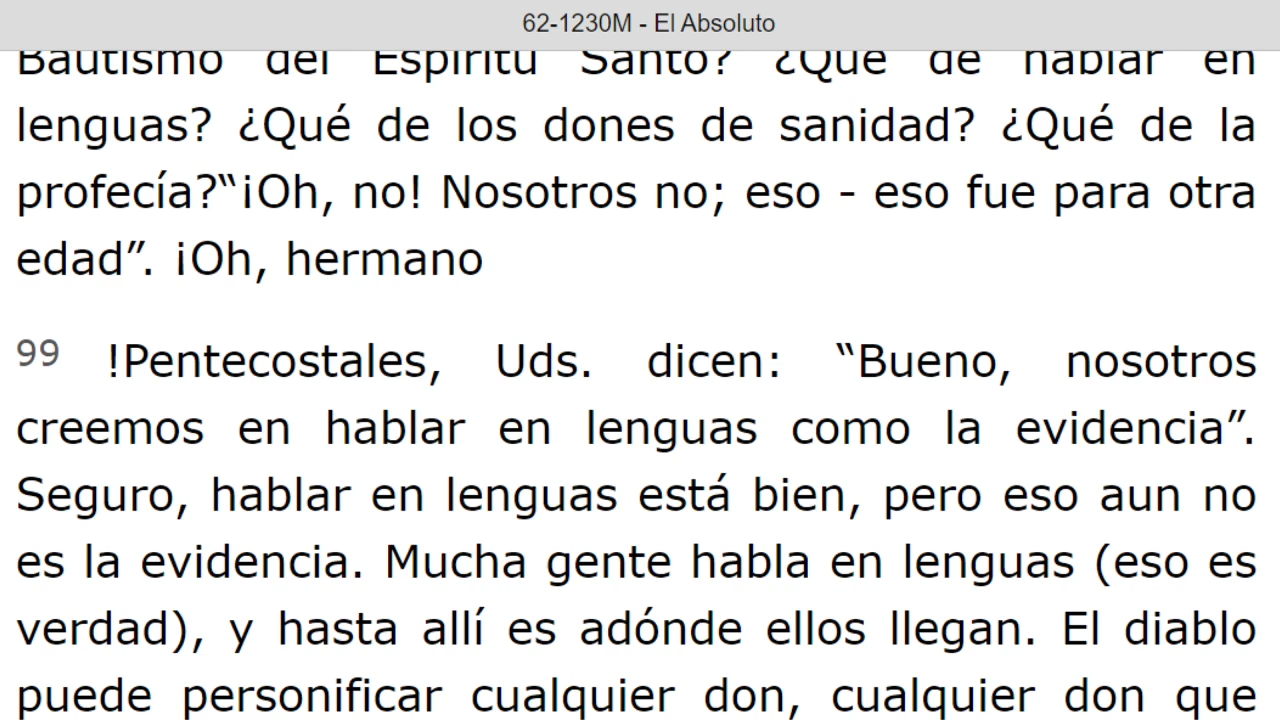 62-1230M - El Absoluto
Bautismo del Espíritu Santo? ¿Qué de hablar en
lenguas? ¿Qué de los dones de sanidad? ¿Qué de la
profecía?“¡Oh, no! Nosotros no; eso - eso fue para otra
edad”. ¡Oh, hermano
99 !Pentecostales, Uds. dicen: “Bueno, nosotros
creemos en hablar en lenguas como la evidencia”.
Seguro, hablar en lenguas está bien, pero eso aun no
es la evidencia. Mucha gente habla en lenguas (eso es
verdad), y hasta allí es adónde ellos llegan. El diablo
puede personificar cualquier don, cualquier don que